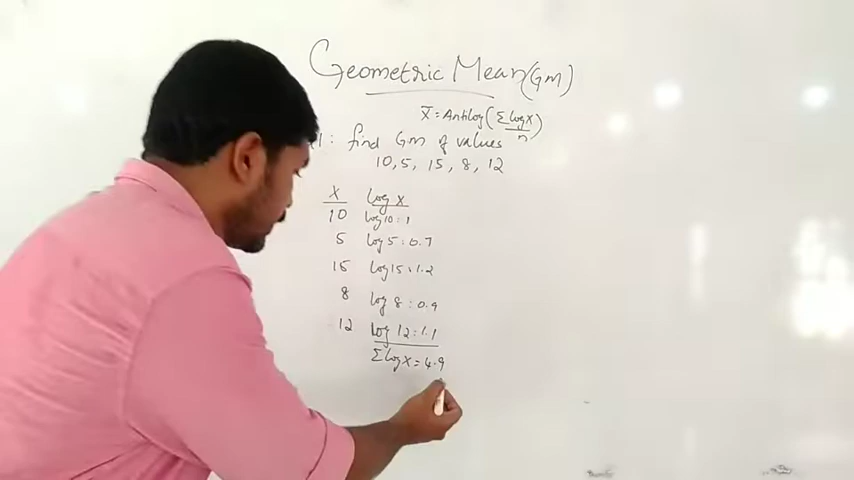 Geometric Mean (Gm)
X̄ = Antilog (Σ log X / n)
1 : find Gm of values
10, 5, 15, 8, 12
X log X
10 log 10 : 1
5 log 5 : 0.7
15 log 15 : 1.2
8 log 8 : 0.9
12 log 12 : 1.1
Σ log X = 4.9